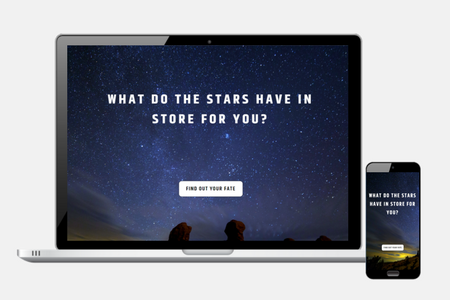 WHAT DO THE STARS HAVE IN
STORE FOR YOU?
FIND OUT YOUR FATE
WHAT DO THE STARS
HAVE IN STORE FOR
YOU?
FIND OUT YOUR FATE